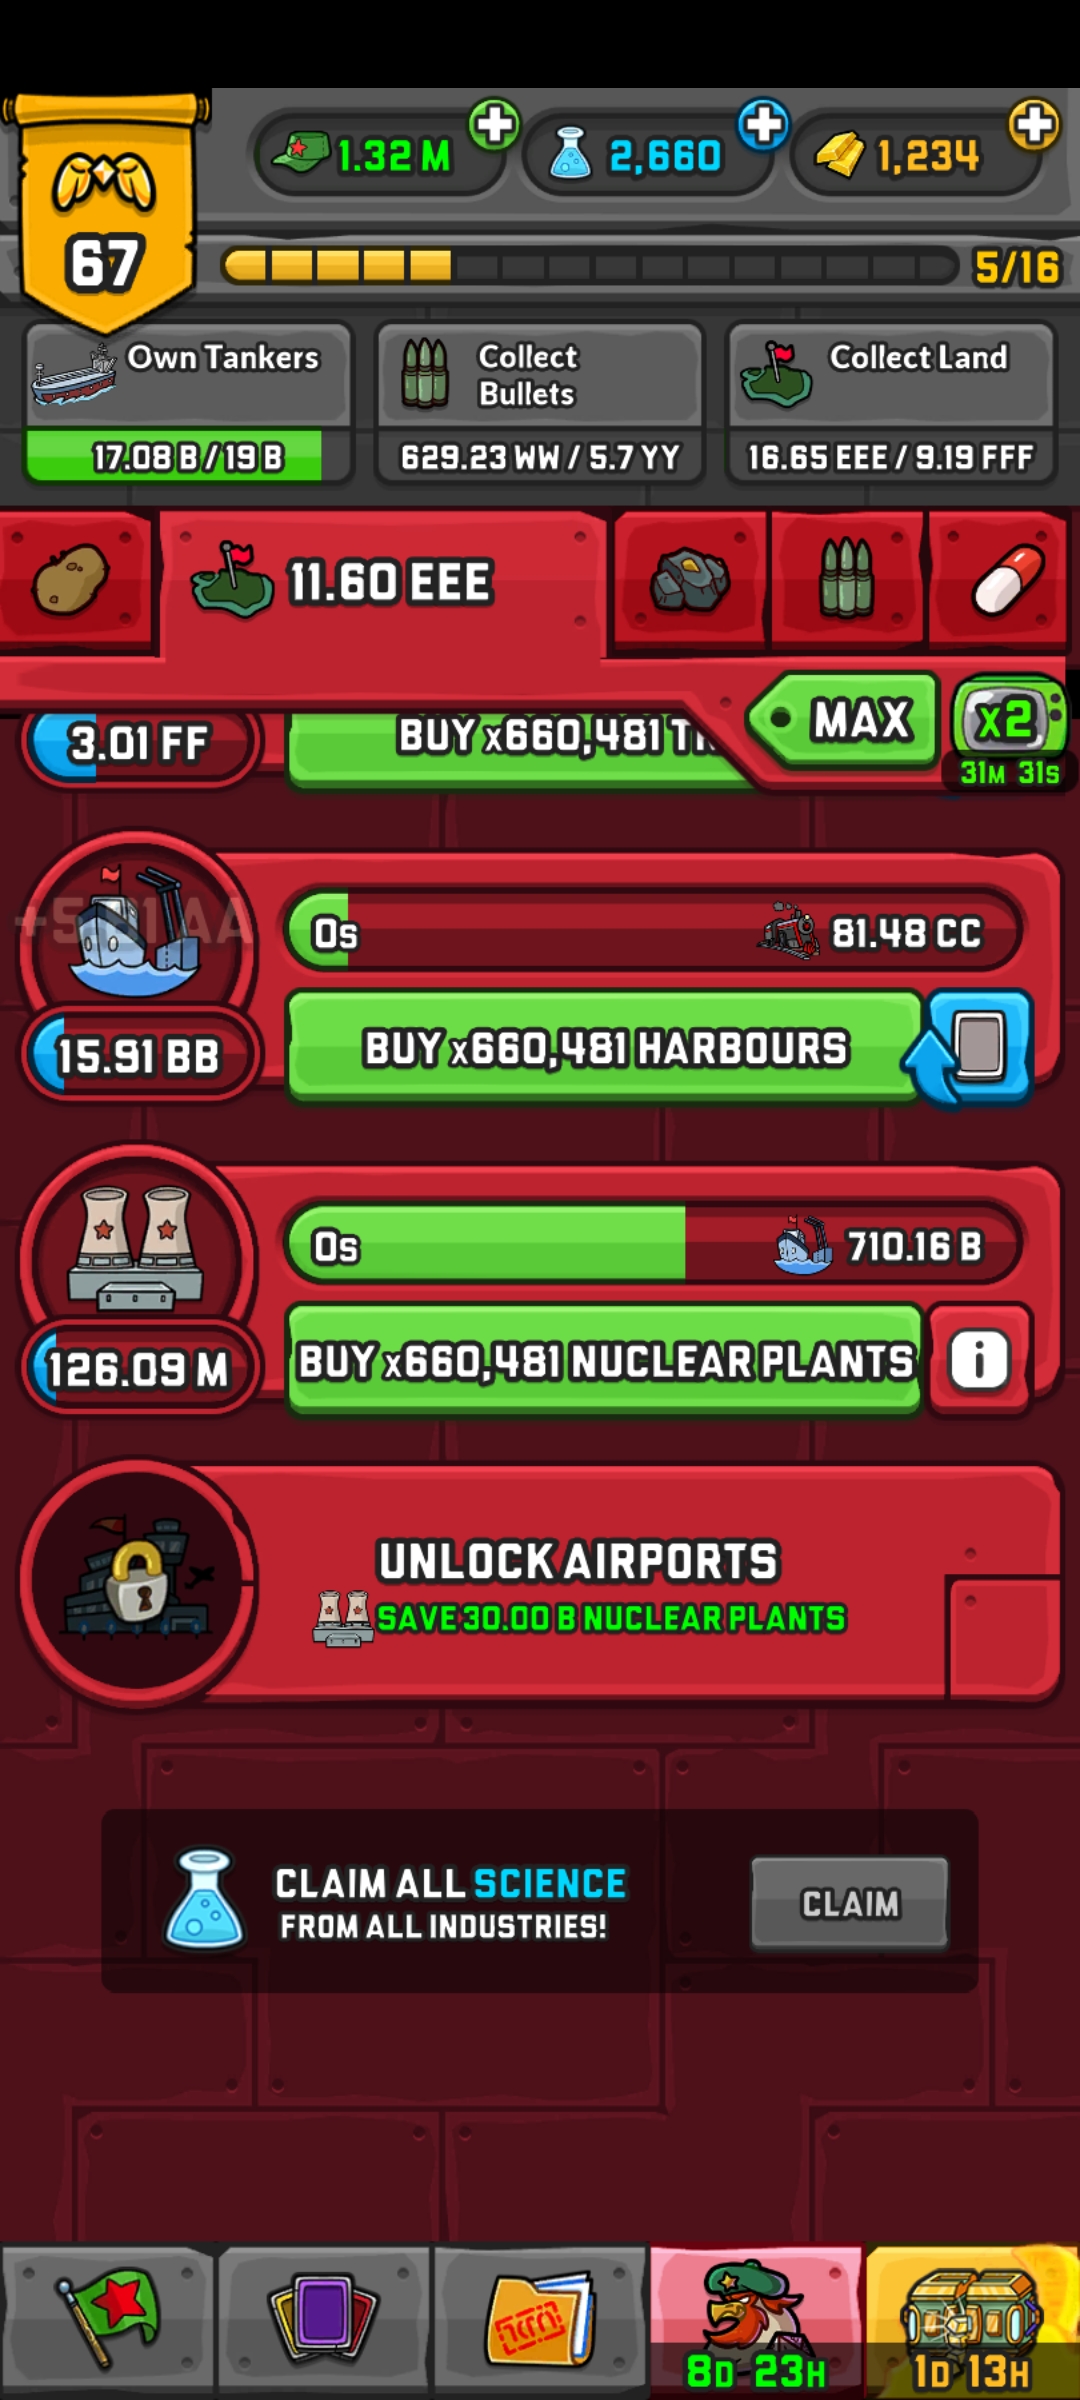 1.32 M
2,660
1,234
67
5/16
Own Tankers
17.08 B / 19 B
Collect
Bullets
629.23 WW / 5.7 YY
Collect Land
16.65 EEE / 9.19 FFF
11.60 EEE
MAX
x2
31M 31S
3.01 FF
BUY x660,481
0s
81.48 CC
15.91 BB
BUY x660,481 HARBOURS
0s
710.16 B
126.09 M
BUY x660,481 NUCLEAR PLANTS
i
UNLOCK AIRPORTS
SAVE 30.00 B NUCLEAR PLANTS
CLAIM ALL SCIENCE
FROM ALL INDUSTRIES!
CLAIM
8D 23H
1D 13H